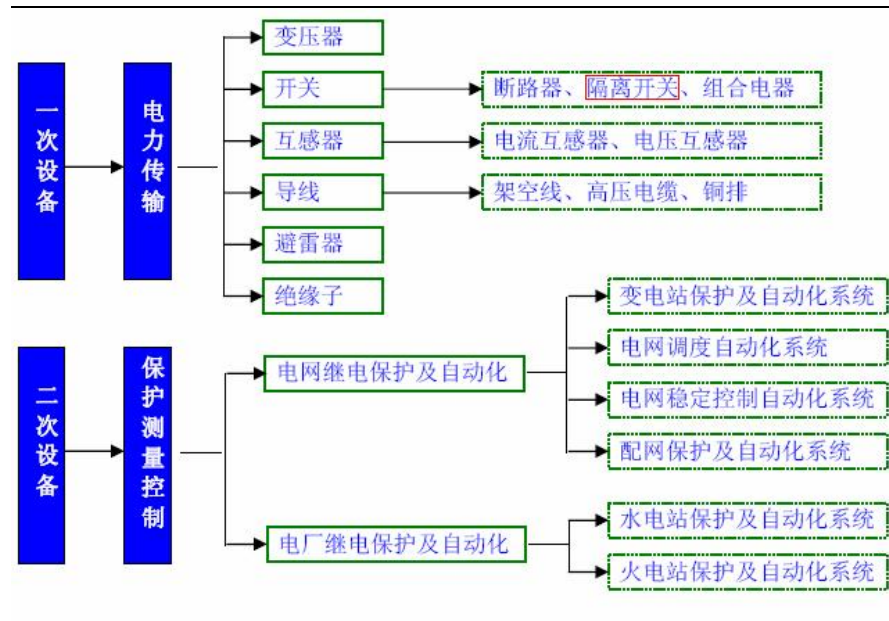 一次设备
电力传输
变压器
开关
断路器、隔离开关、组合电器
互感器
电流互感器、电压互感器
导线
架空线、高压电缆、铜排
避雷器
绝缘子
二次设备
保护测量控制
电网继电保护及自动化
变电站保护及自动化系统
电网调度自动化系统
电网稳定控制自动化系统
配网保护及自动化系统
电厂继电保护及自动化
水电站保护及自动化系统
火电站保护及自动化系统